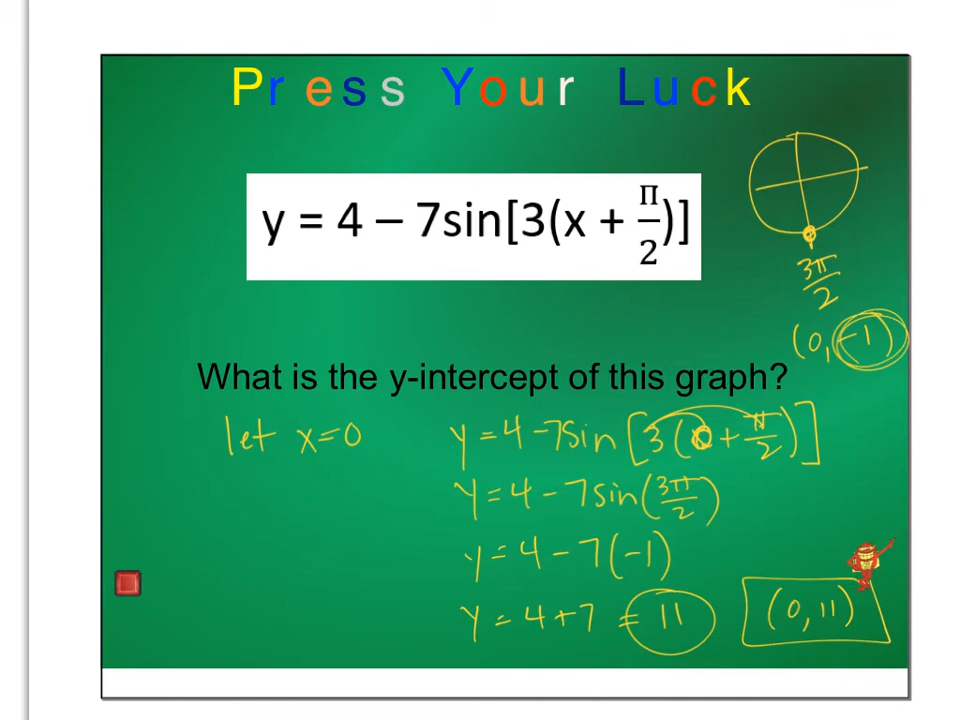 Press Your Luck
y = 4 – 7sin[3(x + π/2)]
3π/2
(0, -1)
What is the y-intercept of this graph?
let x=0
y = 4 - 7sin[3(0 + π/2)]
y = 4 - 7sin(3π/2)
y = 4 - 7(-1)
y = 4 + 7 = 11
(0, 11)